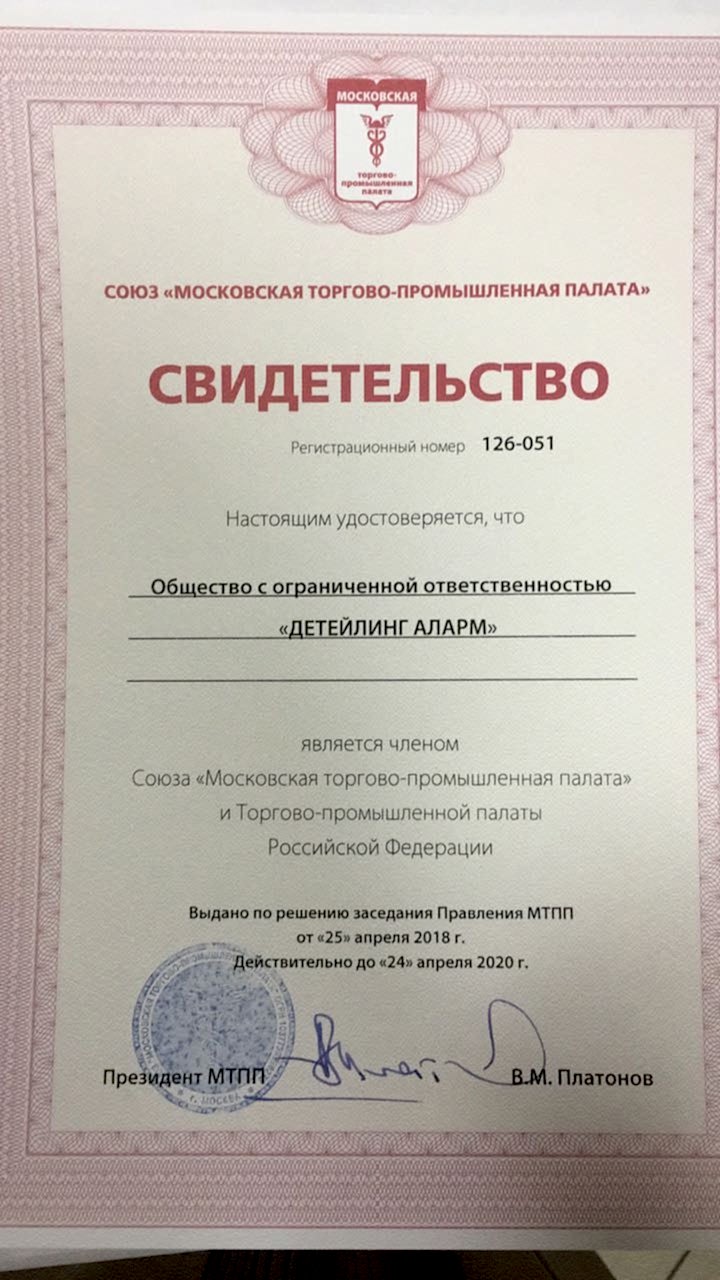 МОСКОВСКАЯ
торгово-
промышленная
палата
СОЮЗ «МОСКОВСКАЯ ТОРГОВО-ПРОМЫШЛЕННАЯ ПАЛАТА»
СВИДЕТЕЛЬСТВО
Регистрационный номер 126-051
Настоящим удостоверяется, что
Общество с ограниченной ответственностью
«ДЕТЕЙЛИНГ АЛАРМ»
является членом
Союза «Московская торгово-промышленная палата»
и Торгово-промышленной палаты
Российской Федерации
Выдано по решению заседания Правления МТПП
от «25» апреля 2018 г.
Действительно до «24» апреля 2020 г.
Президент МТПП В.М. Платонов
г. МОСКВА